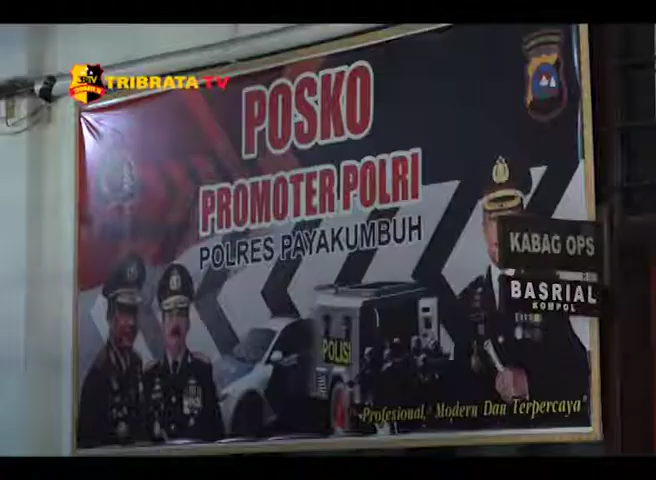 TRIBRATA TV
POSKO
PROMOTER POLRI
POLRES PAYAKUMBUH
KABAG OPS
BASRIAL
KOMPOL
POLISI
Profesional, Modern Dan Terpercaya